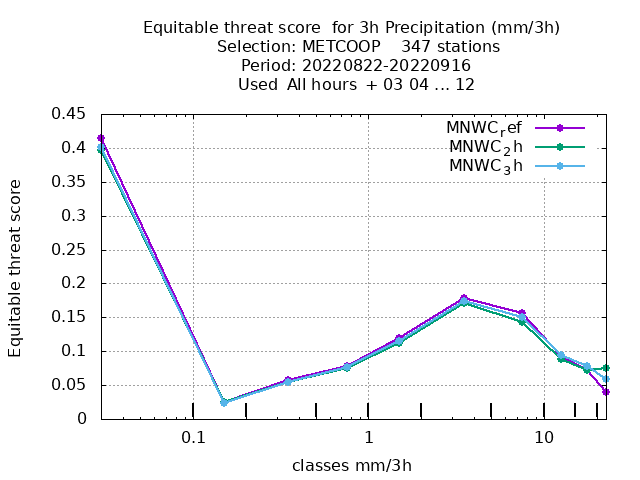 Equitable threat score  for 3h Precipitation (mm/3h)
Selection: METCOOP    347 stations
Period: 20220822-20220916
Used  All hours  + 03 04 ... 12
MNWC_ref
MNWC_2h
MNWC_3h
0.45
0.4
0.35
0.3
0.25
0.2
0.15
0.1
0.05
0
Equitable threat score
0.1 1 10
classes mm/3h